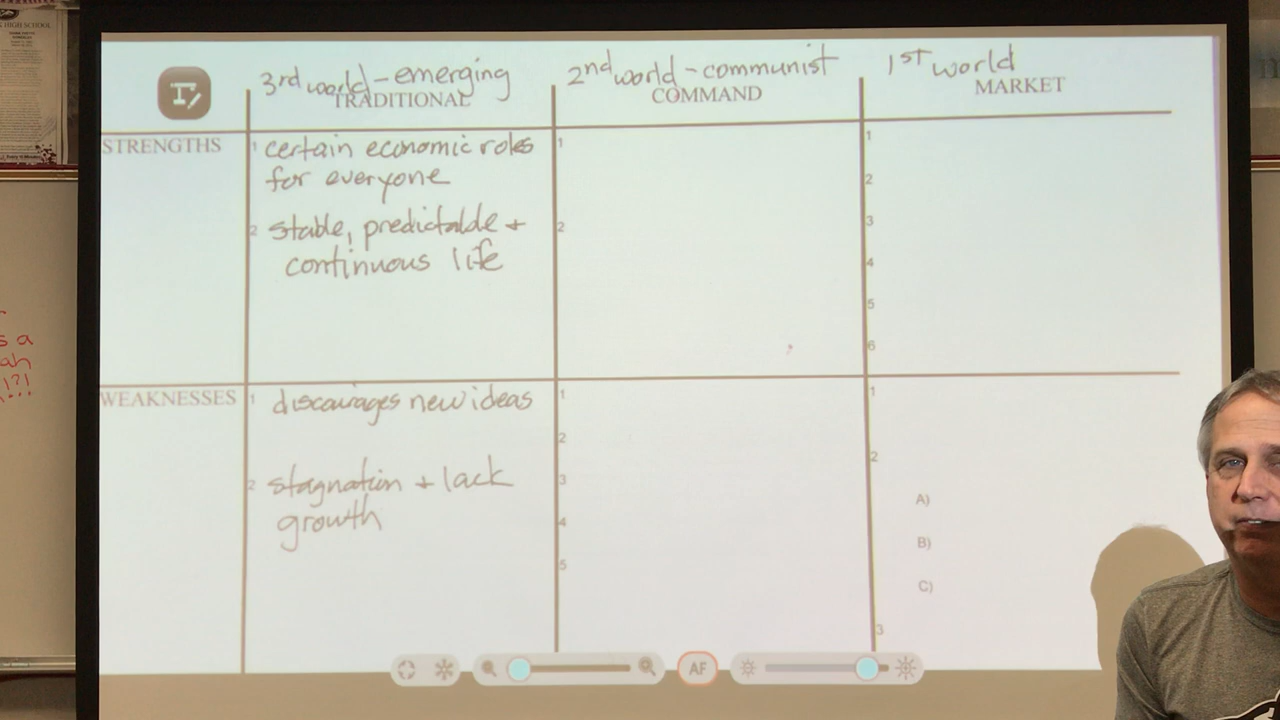 HIGH SCHOOL
3rd world - emerging
2nd world - communist
1st world
TRADITIONAL
COMMAND
MARKET
STRENGTHS
1 certain economic roles
for everyone
2 stable, predictable +
continuous life
1
2
1
2
3
4
5
6
WEAKNESSES
1 discourages new ideas
2 stagnation + lack
growth
1
2
3
4
5
1
2
A)
B)
C)
3
AF
s a
!?!